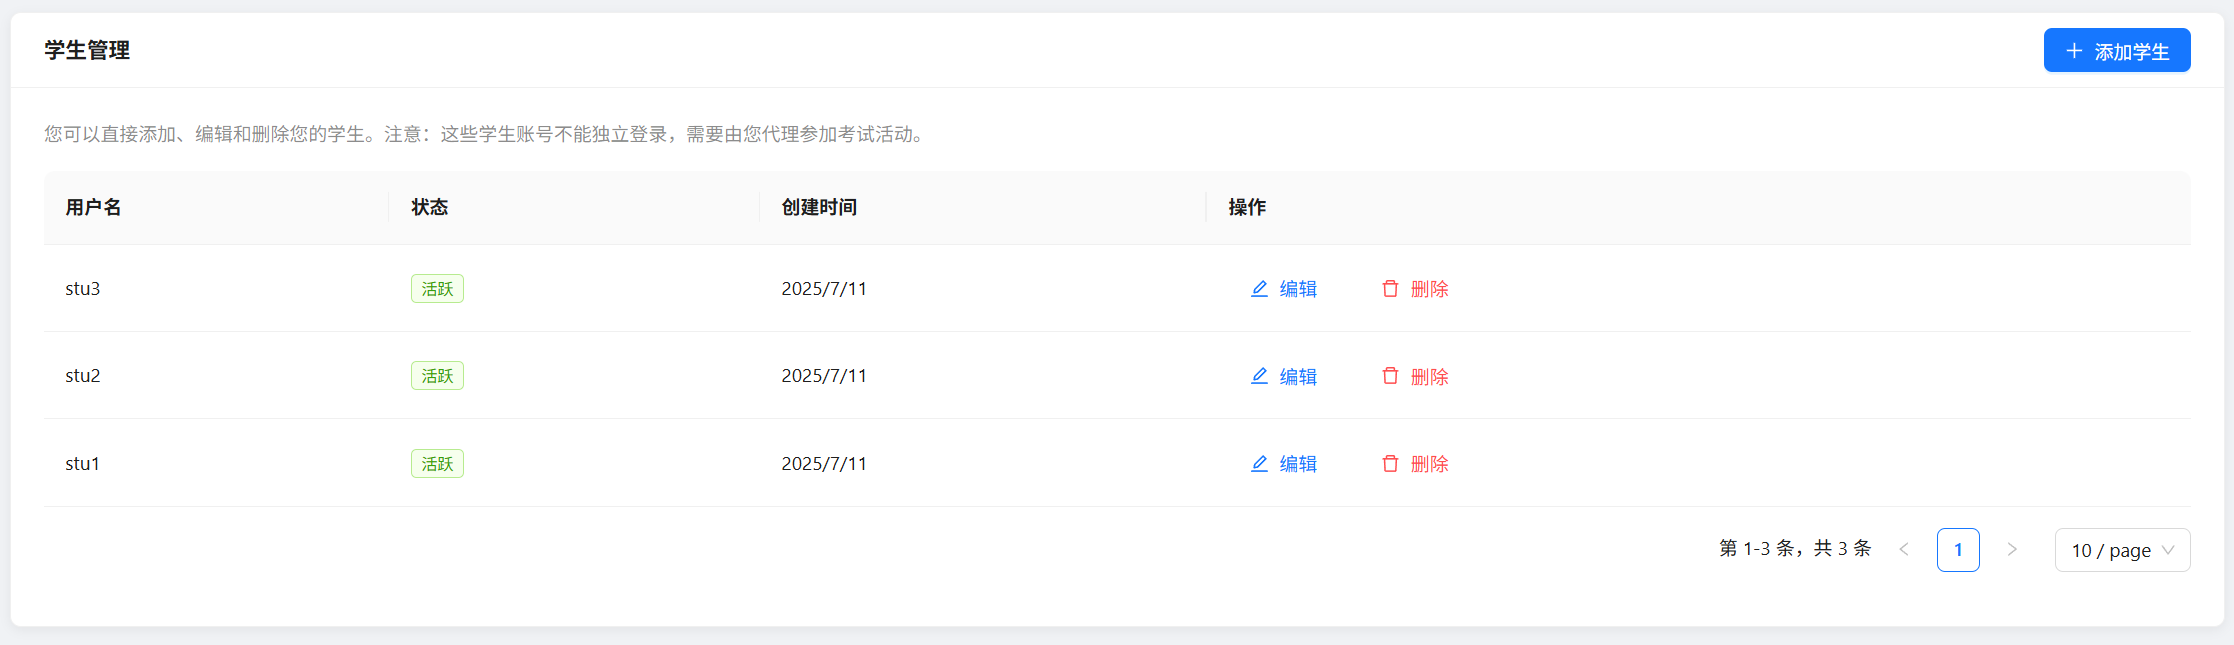 学生管理
添加学生
您可以直接添加、编辑和删除您的学生。注意：这些学生账号不能独立登录，需要由您代理参加考试活动。
用户名 状态 创建时间 操作
stu3 活跃 2025/7/11 编辑 删除
stu2 活跃 2025/7/11 编辑 删除
stu1 活跃 2025/7/11 编辑 删除
第 1-3 条，共 3 条 1 10 / page